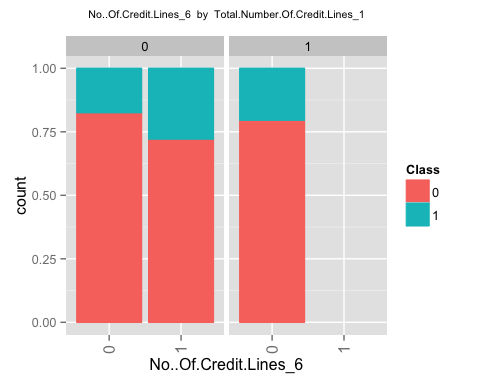 No..Of.Credit.Lines_6 by Total.Number.Of.Credit.Lines_1
0 1
1.00
0.75
0.50
0.25
0.00
count
0 1 0 1
No..Of.Credit.Lines_6
Class
0
1